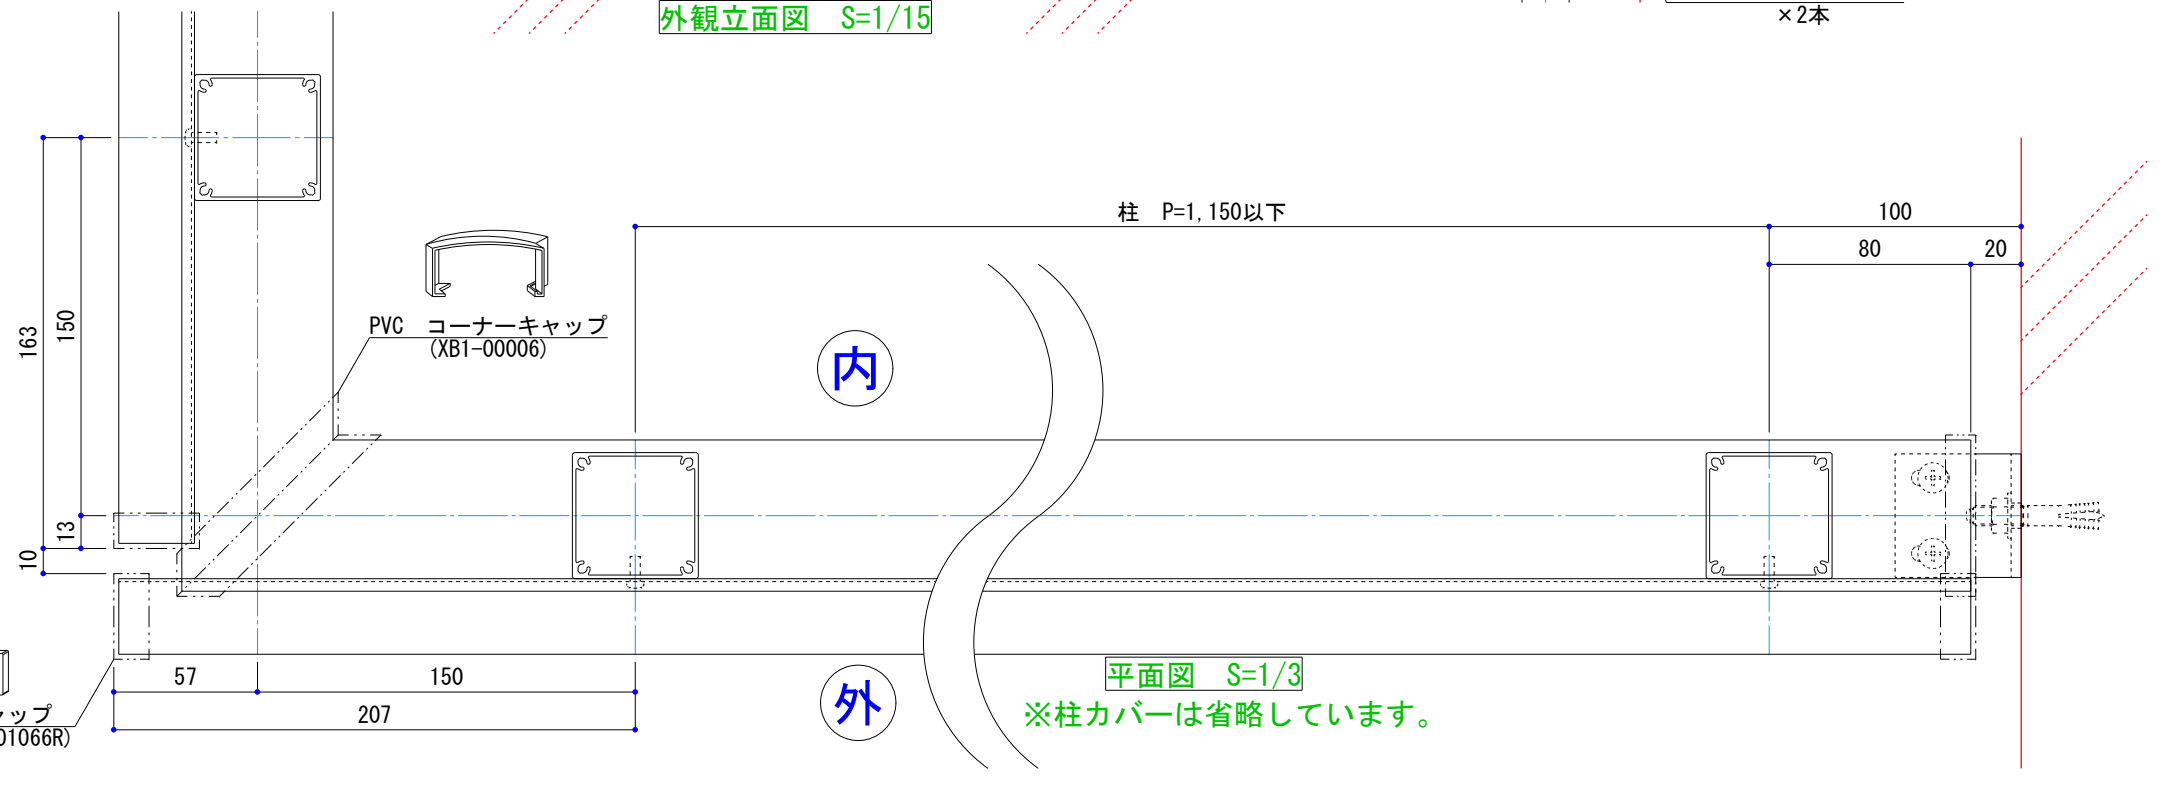 外観立面図　S=1/15
×2本
柱　P=1,150以下
100
80
20
163
150
13
10
PVC　コーナーキャップ
(XB1-00006)
内
57
150
207
外
平面図　S=1/3
※柱カバーは省略しています。
ップ
01066R)